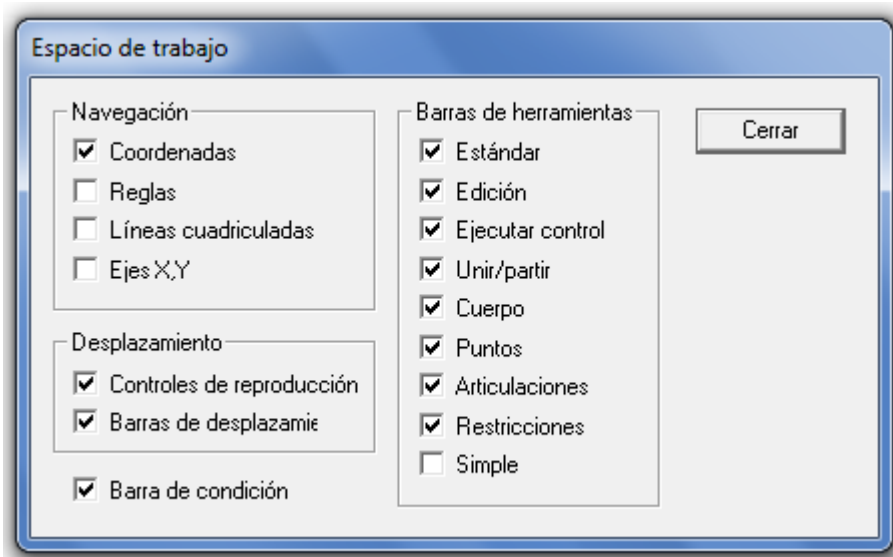 Espacio de trabajo
Navegación
Coordenadas
Reglas
Líneas cuadriculadas
Ejes X,Y
Desplazamiento
Controles de reproducción
Barras de desplazamie
Barra de condición
Barras de herramientas
Estándar
Edición
Ejecutar control
Unir/partir
Cuerpo
Puntos
Articulaciones
Restricciones
Simple
Cerrar